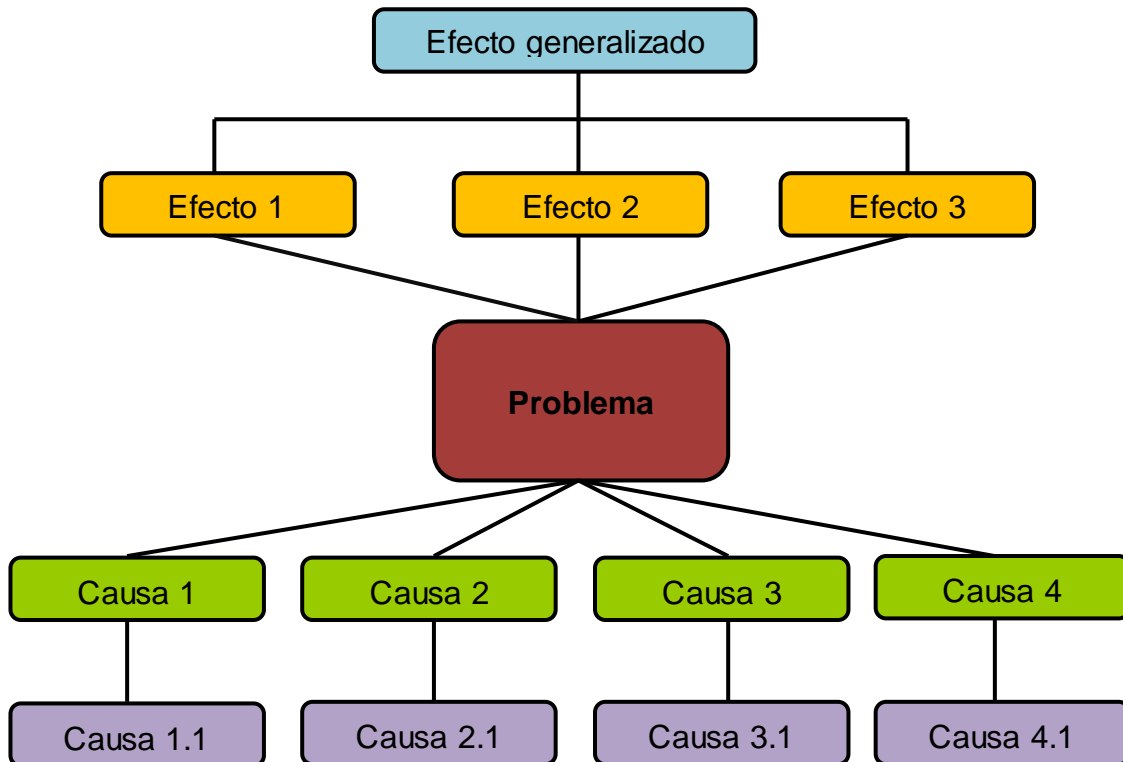 Efecto generalizado
Efecto 1
Efecto 2
Efecto 3
Problema
Causa 1
Causa 2
Causa 3
Causa 4
Causa 1.1
Causa 2.1
Causa 3.1
Causa 4.1